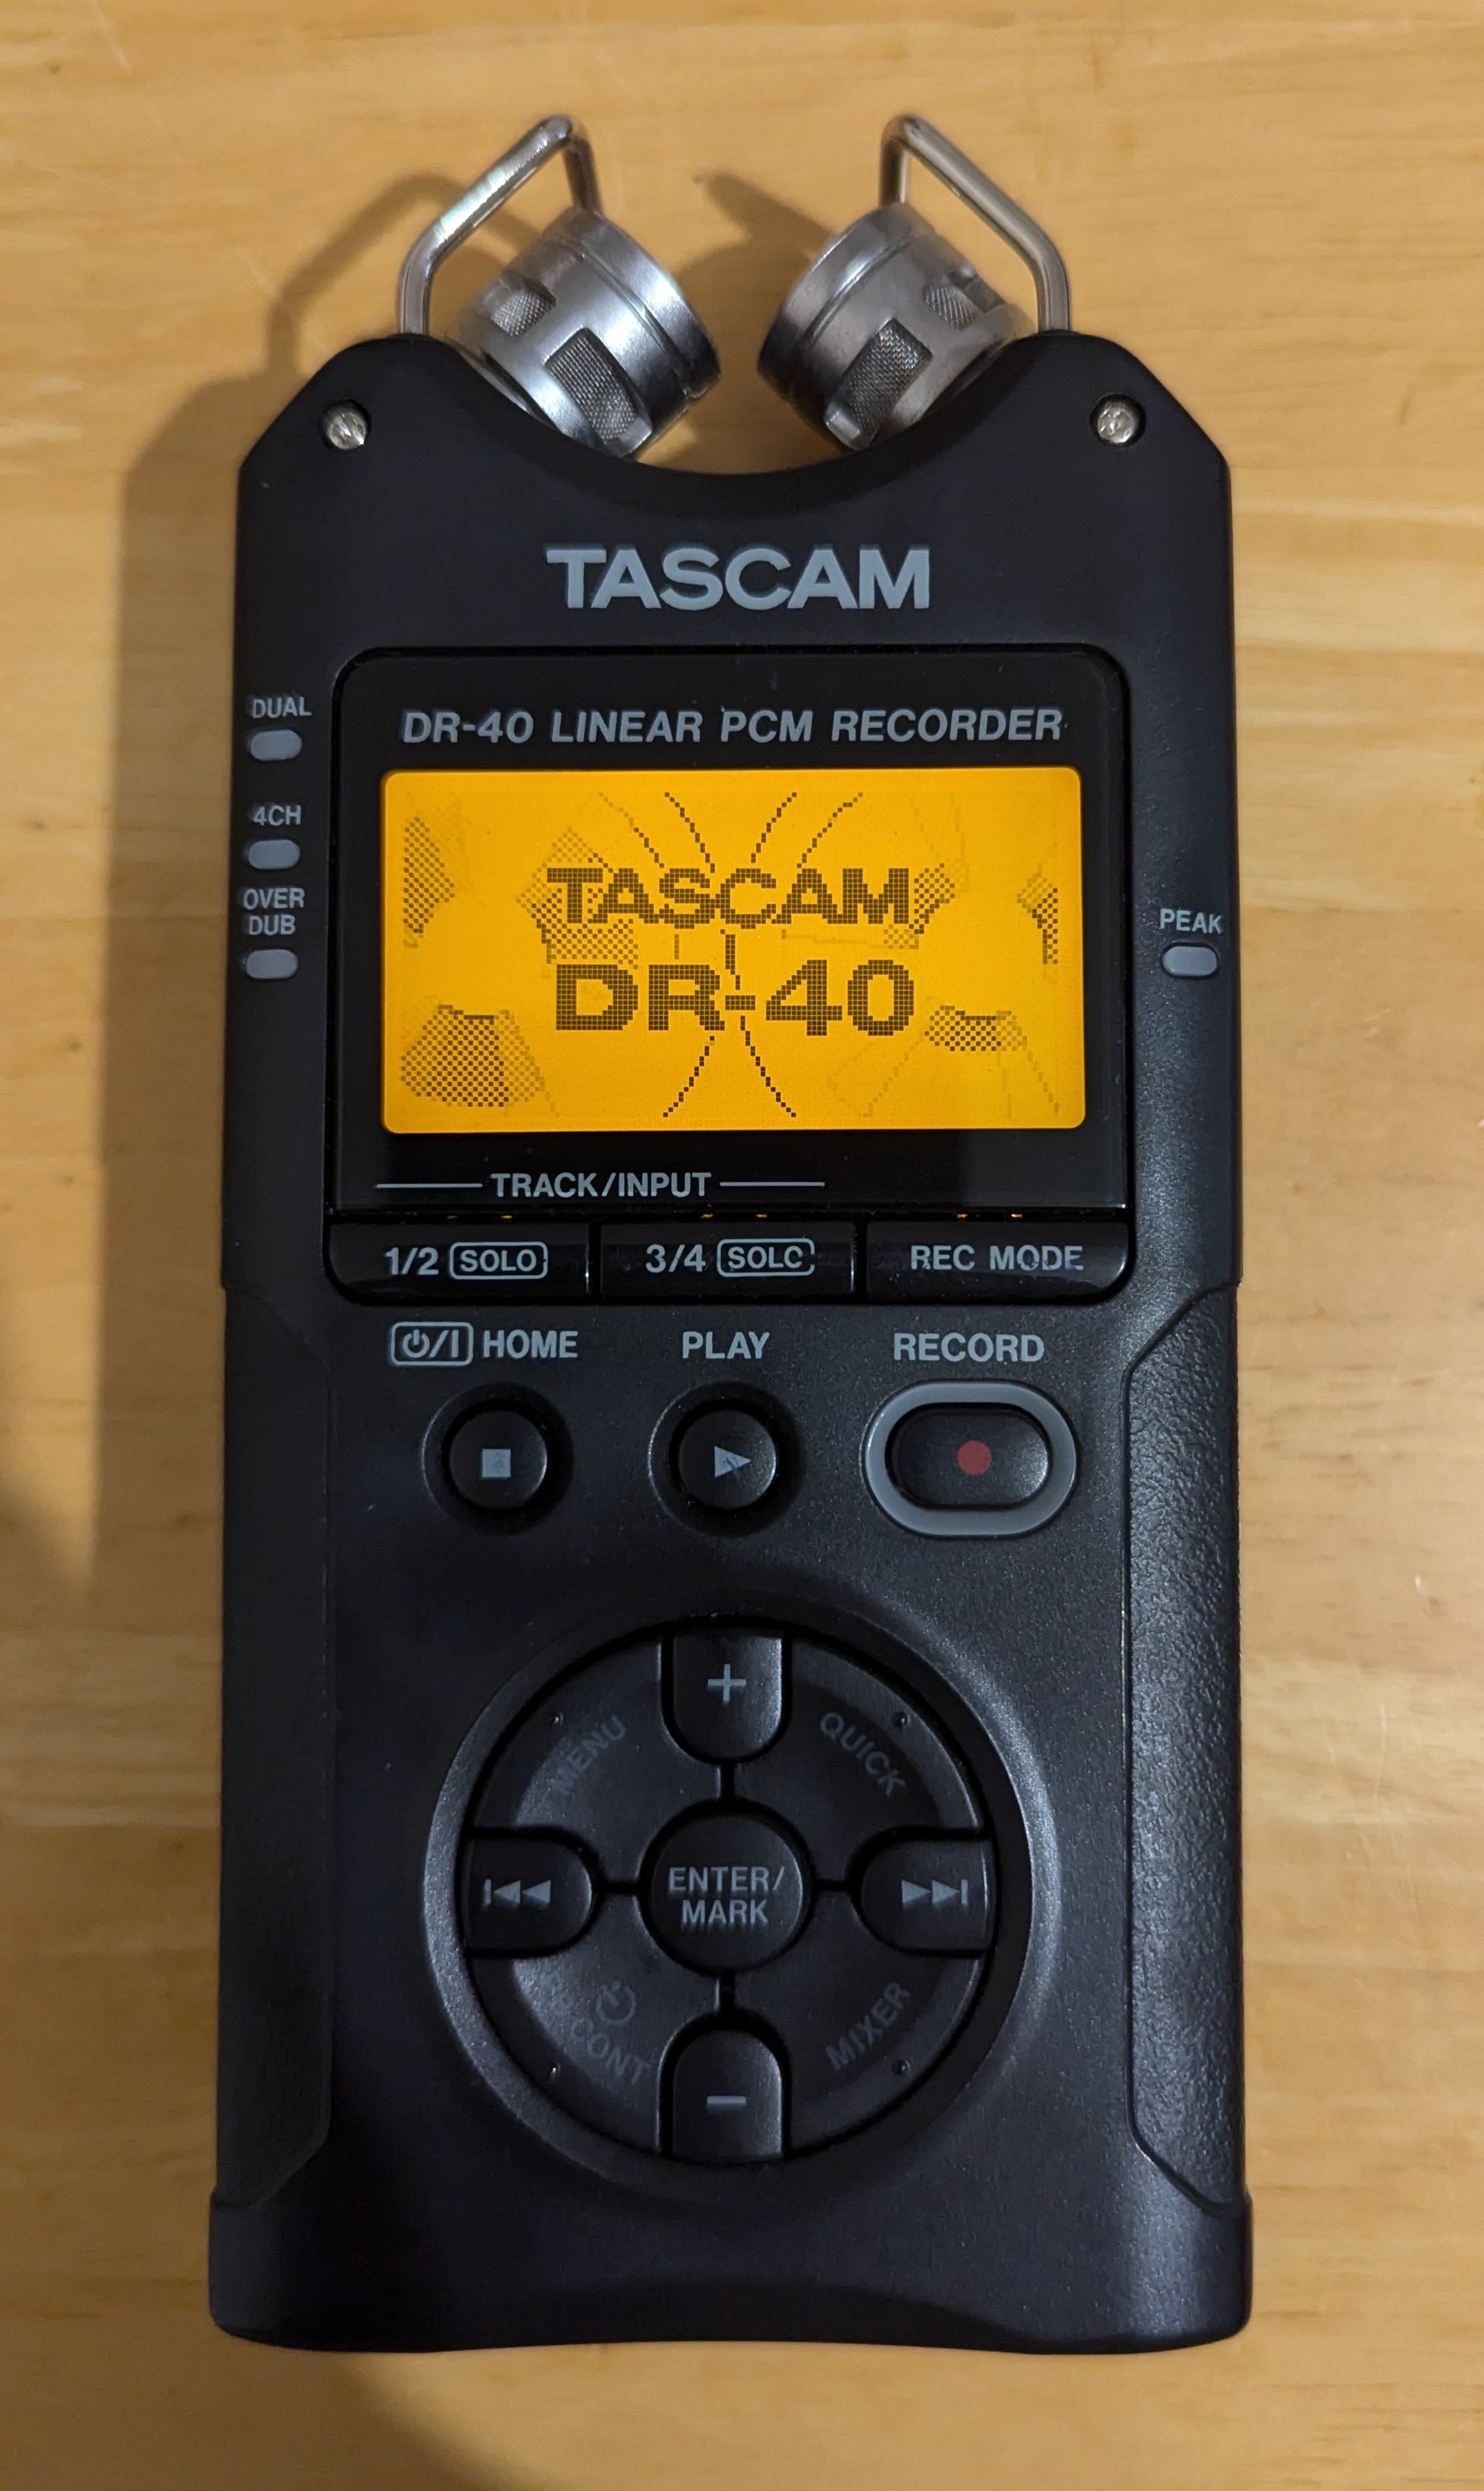 TASCAM
DR-40 LINEAR PCM RECORDER
DUAL
4CH
OVER
DUB
PEAK
TASCAM
DR-40
TRACK/INPUT
1/2 SOLO
3/4 SOLO
REC MODE
HOME
PLAY
RECORD
+
MENU
QUICK
ENTER/
MARK
CONT
MIXER
−